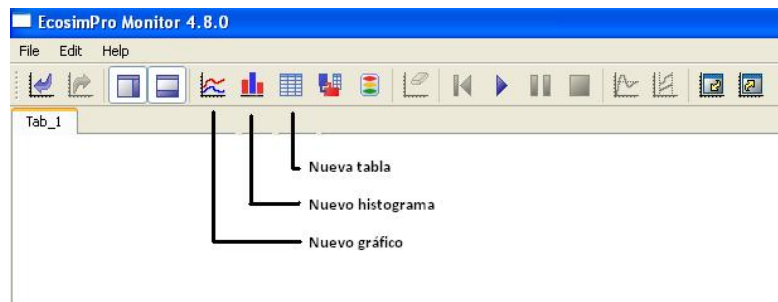 EcosimPro Monitor 4.8.0
File Edit Help
Tab_1
Nueva tabla
Nuevo histograma
Nuevo gráfico